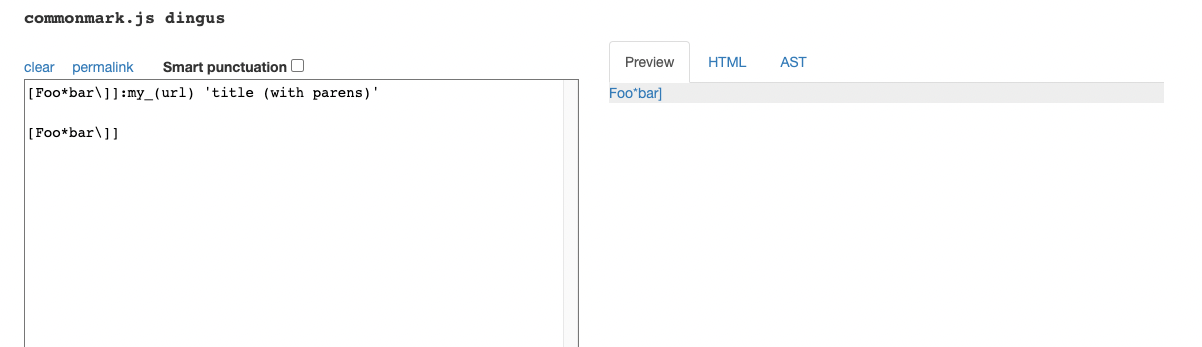 commonmark.js dingus
clear permalink Smart punctuation
Preview HTML AST
[Foo*bar\]]:my_(url) 'title (with parens)'
[Foo*bar\]]
Foo*bar]